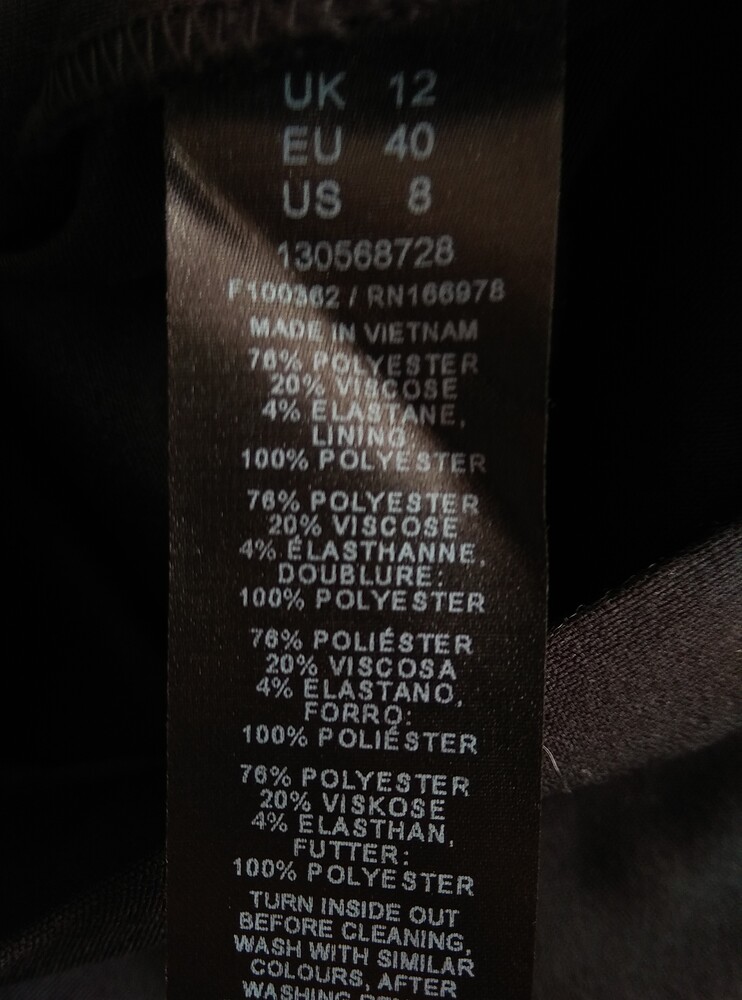 UK 12
EU 40
US 8
130568728
F100362 / RN166978
MADE IN VIETNAM
76% POLYESTER
20% VISCOSE
4% ELASTANE,
LINING
100% POLYESTER
76% POLYESTER
20% VISCOSE
4% ÉLASTHANNE,
DOUBLURE:
100% POLYESTER
76% POLIÉSTER
20% VISCOSA
4% ELASTANO,
FORRO:
100% POLIÉSTER
76% POLYESTER
20% VISKOSE
4% ELASTHAN,
FUTTER:
100% POLYESTER
TURN INSIDE OUT
BEFORE CLEANING,
WASH WITH SIMILAR
COLOURS, AFTER
WASHING